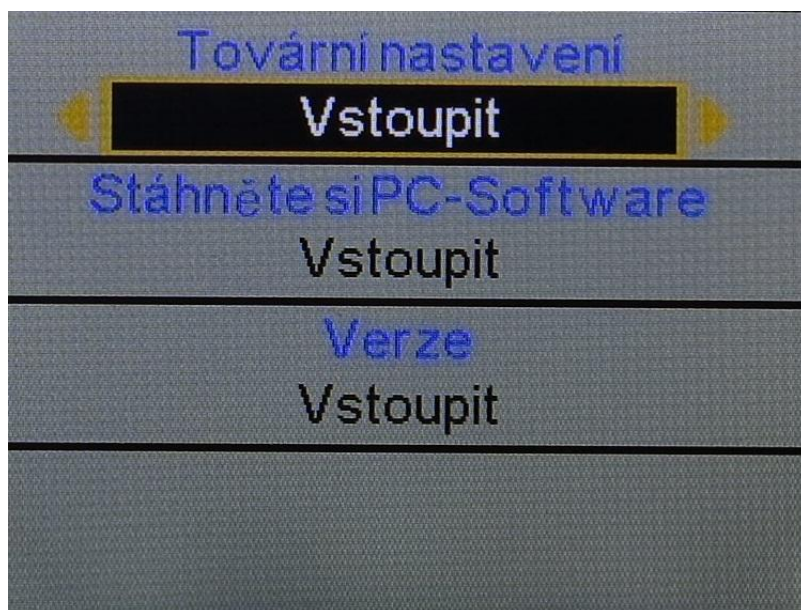 Tovární nastavení
Vstoupit
Stáhněte si PC-Software
Vstoupit
Verze
Vstoupit